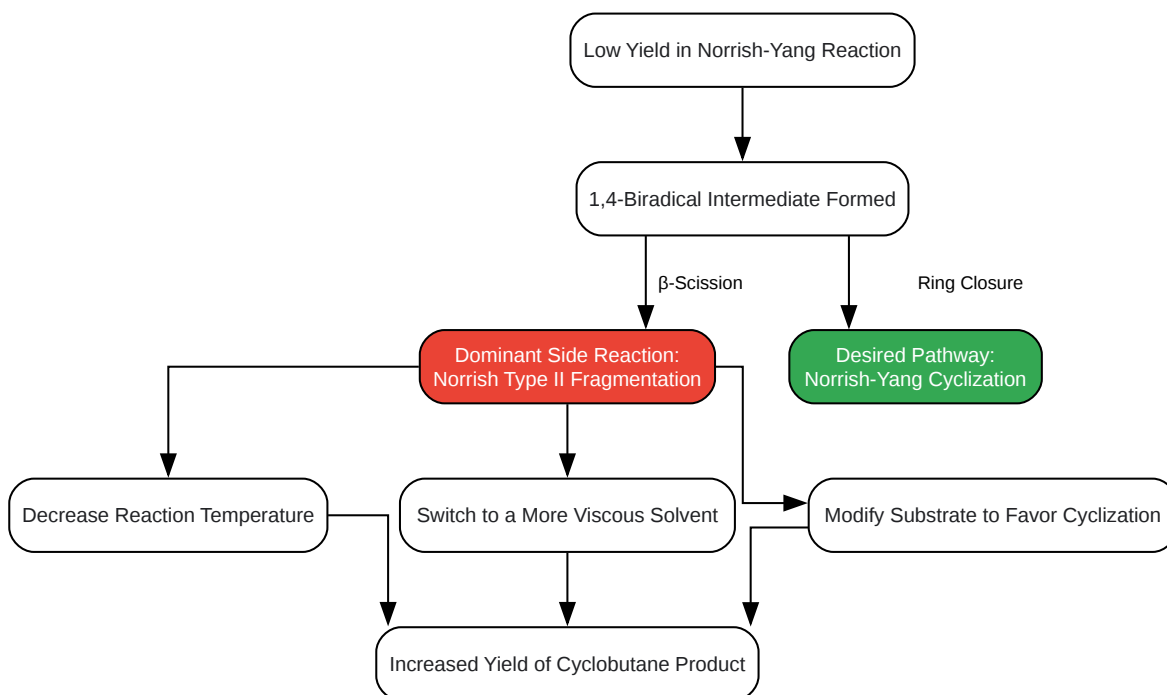 Low Yield in Norrish-Yang Reaction
1,4-Biradical Intermediate Formed
β-Scission
Ring Closure
Dominant Side Reaction:
Norrish Type II Fragmentation
Desired Pathway:
Norrish-Yang Cyclization
Decrease Reaction Temperature
Switch to a More Viscous Solvent
Modify Substrate to Favor Cyclization
Increased Yield of Cyclobutane Product